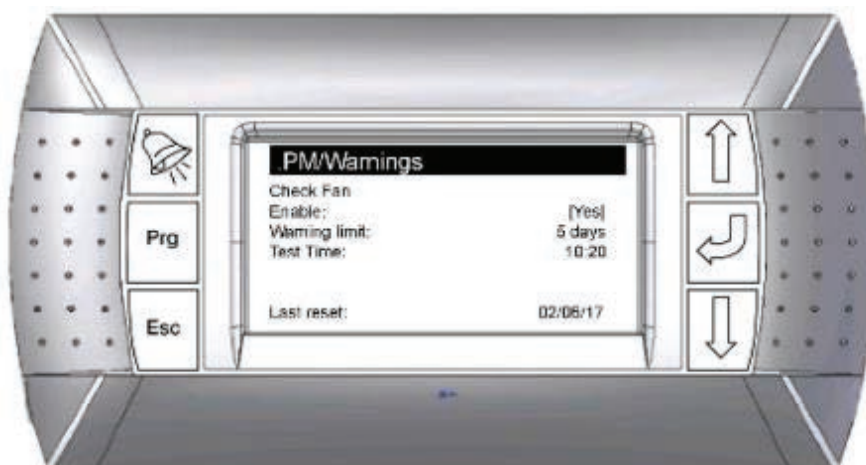 .PM/Warnings
Check Fan
Enable: [Yes]
Warning limit: 5 days
Test Time: 10:20
Last reset: 02/06/17
Prg
Esc